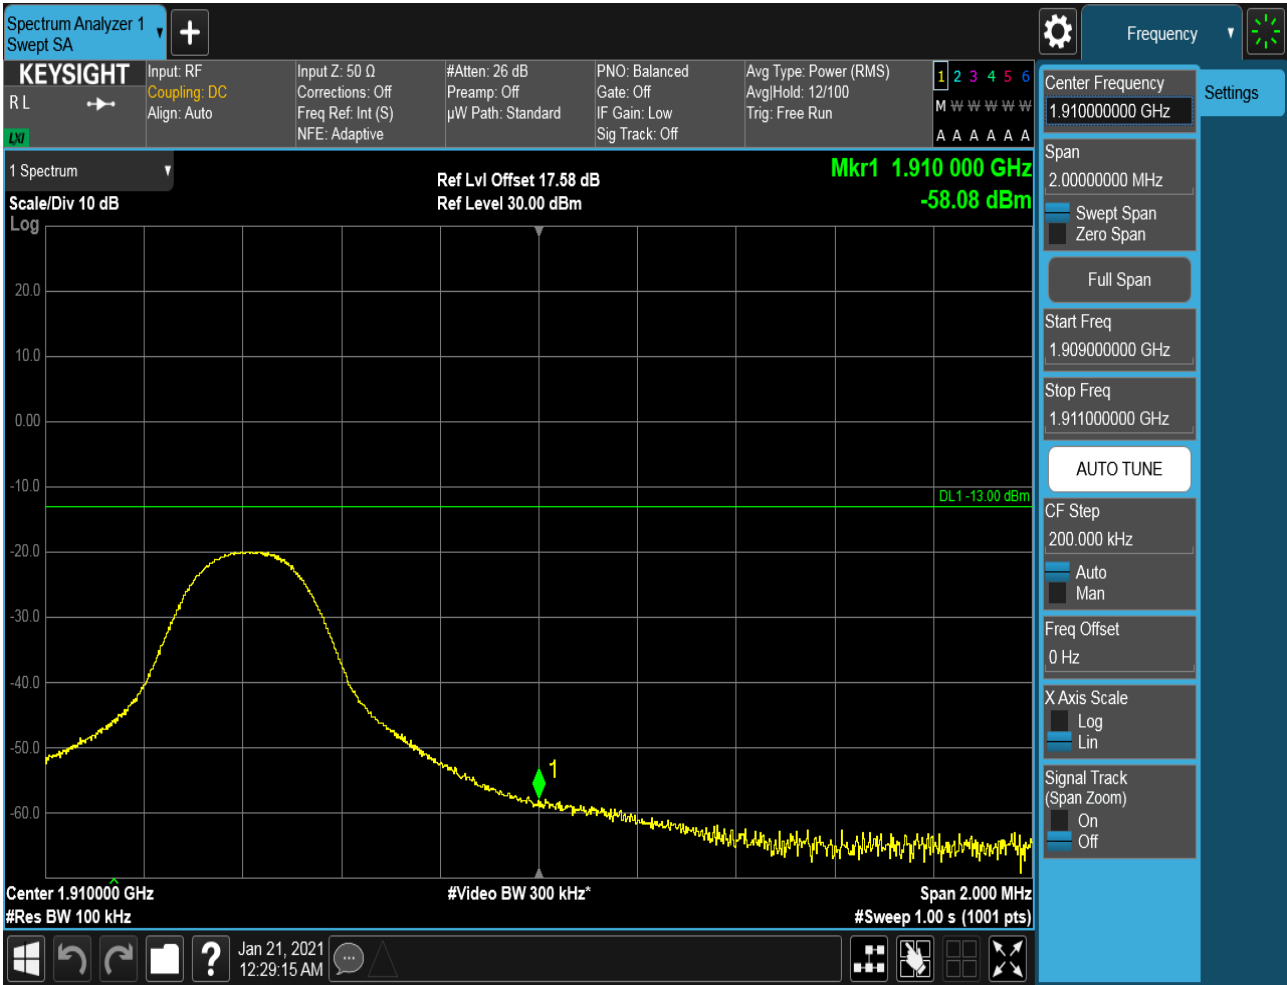 Spectrum Analyzer 1
Swept SA
+
Frequency
KEYSIGHT
R L
LXI
Input: RF
Coupling: DC
Align: Auto
Input Z: 50 Ω
Corrections: Off
Freq Ref: Int (S)
NFE: Adaptive
#Atten: 26 dB
Preamp: Off
µW Path: Standard
PNO: Balanced
Gate: Off
IF Gain: Low
Sig Track: Off
Avg Type: Power (RMS)
Avg|Hold: 12/100
Trig: Free Run
1 2 3 4 5 6
M W W W W W
A A A A A A
1 Spectrum
Scale/Div 10 dB
Log
Ref Lvl Offset 17.58 dB
Ref Level 30.00 dBm
Mkr1 1.910 000 GHz
-58.08 dBm
20.0
10.0
0.00
-10.0
-20.0
-30.0
-40.0
-50.0
-60.0
DL1 -13.00 dBm
1
Center 1.910000 GHz
#Res BW 100 kHz
#Video BW 300 kHz*
Span 2.000 MHz
#Sweep 1.00 s (1001 pts)
Center Frequency
1.910000000 GHz
Settings
Span
2.00000000 MHz
Swept Span
Zero Span
Full Span
Start Freq
1.909000000 GHz
Stop Freq
1.911000000 GHz
AUTO TUNE
CF Step
200.000 kHz
Auto
Man
Freq Offset
0 Hz
X Axis Scale
Log
Lin
Signal Track
(Span Zoom)
On
Off
?
Jan 21, 2021
12:29:15 AM